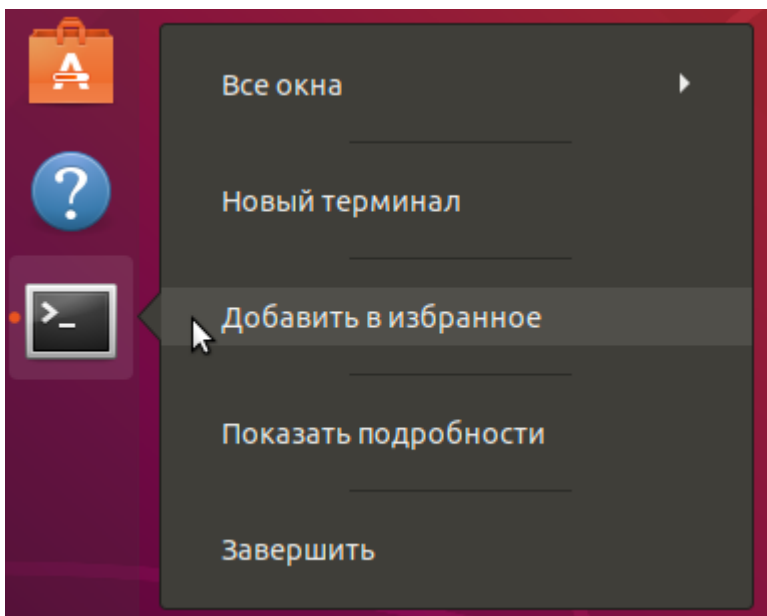 Все окна
Новый терминал
Добавить в избранное
Показать подробности
Завершить